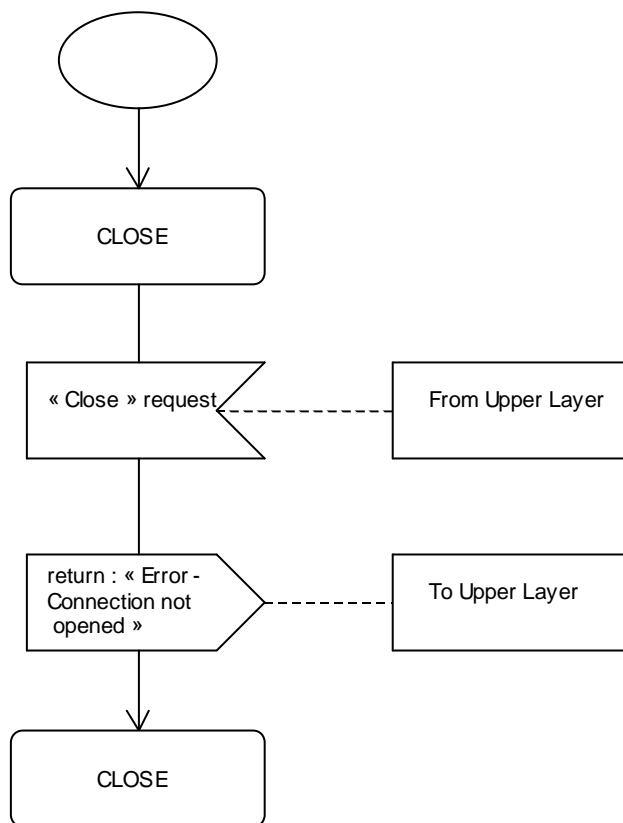 CLOSE
« Close » request
From Upper Layer
return : « Error -
Connection not
opened »
To Upper Layer
CLOSE